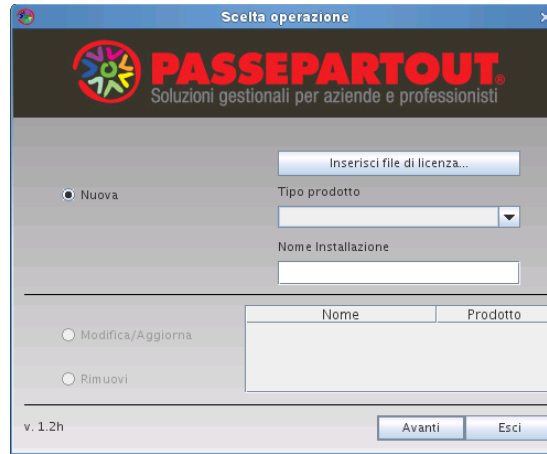 Scelta operazione
PASSEPARTOUT®
Soluzioni gestionali per aziende e professionisti
Inserisci file di licenza...
Nuova
Tipo prodotto
Nome Installazione
Nome Prodotto
Modifica/Aggiorna
Rimuovi
v. 1.2h
Avanti Esci